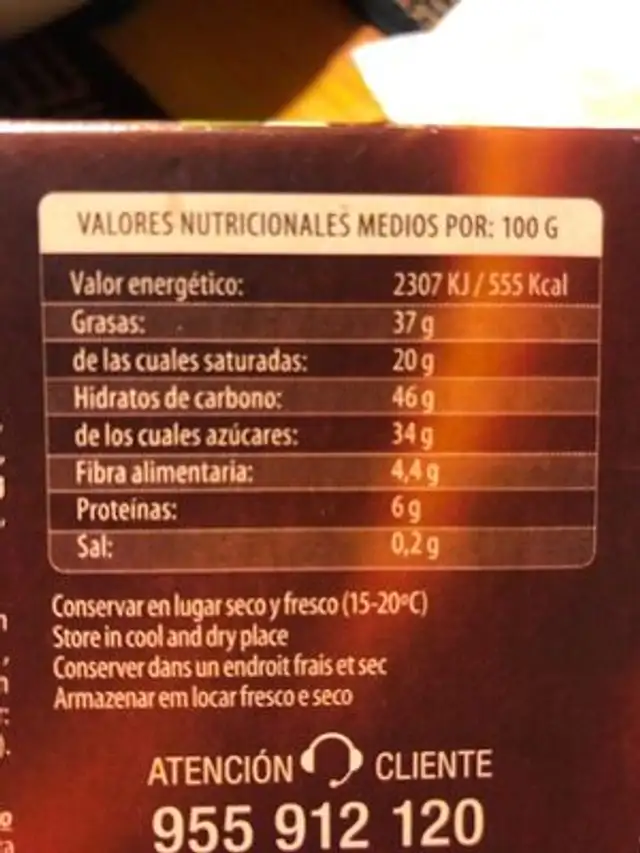 VALORES NUTRICIONALES MEDIOS POR: 100 G
Valor energético: 2307 KJ / 555 Kcal
Grasas: 37 g
de las cuales saturadas: 20 g
Hidratos de carbono: 46 g
de los cuales azúcares: 34 g
Fibra alimentaria: 4,4 g
Proteínas: 6 g
Sal: 0,2 g
Conservar en lugar seco y fresco (15-20ºC)
Store in cool and dry place
Conserver dans un endroit frais et sec
Armazenar em locar fresco e seco
ATENCIÓN CLIENTE
955 912 120